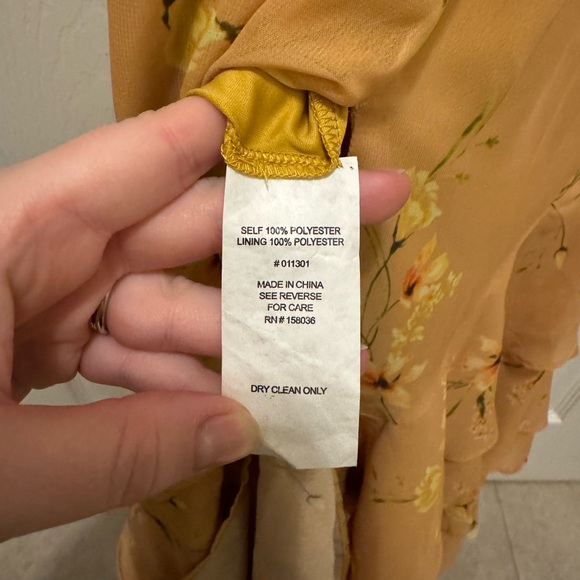 SELF 100% POLYESTER
LINING 100% POLYESTER
# 011301
MADE IN CHINA
SEE REVERSE
FOR CARE
RN # 158036
DRY CLEAN ONLY